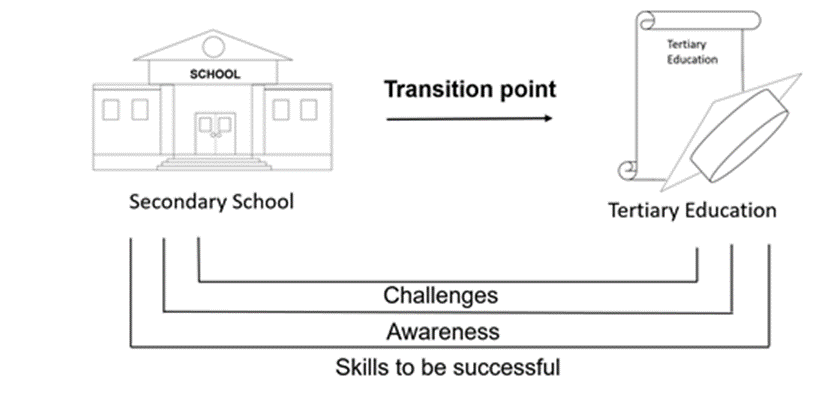 SCHOOL
Transition point
Tertiary
Education
Secondary School
Tertiary Education
Challenges
Awareness
Skills to be successful